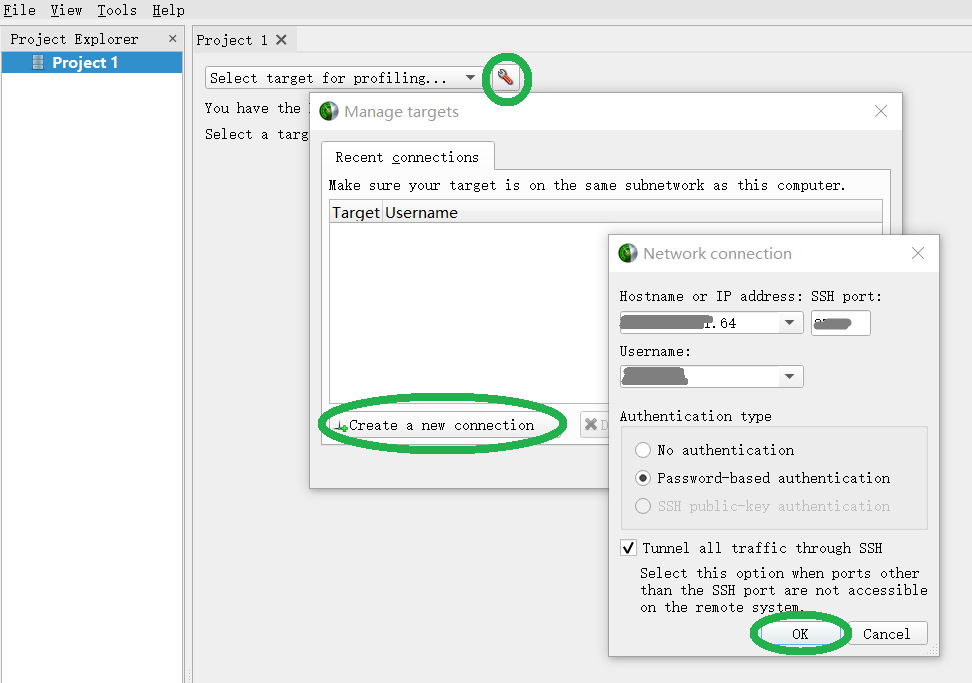 File View Tools Help
Project Explorer
Project 1
Project 1
Select target for profiling...
You have the
Select a targ
Manage targets
Recent connections
Make sure your target is on the same subnetwork as this computer.
Target Username
Create a new connection
Network connection
Hostname or IP address: SSH port:
.64
Username:
Authentication type
No authentication
Password-based authentication
SSH public-key authentication
Tunnel all traffic through SSH
Select this option when ports other
than the SSH port are not accessible
on the remote system.
OK Cancel